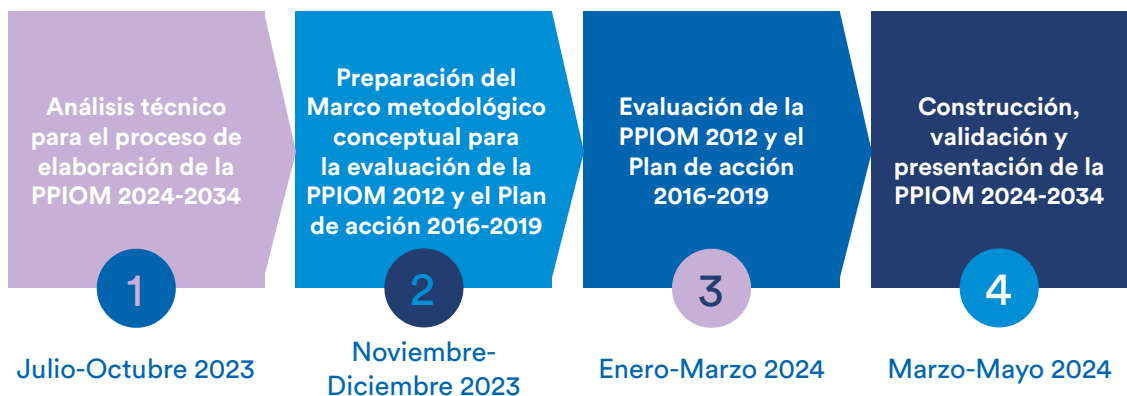 Análisis técnico
para el proceso de
elaboración de la
PPIOM 2024-2034
1
Julio-Octubre 2023
Preparación del
Marco metodológico
conceptual para
la evaluación de la
PPIOM 2012 y el Plan
de acción 2016-2019
2
Noviembre-
Diciembre 2023
Evaluación de la
PPIOM 2012 y el
Plan de acción
2016-2019
3
Enero-Marzo 2024
Construcción,
validación y
presentación de la
PPIOM 2024-2034
4
Marzo-Mayo 2024